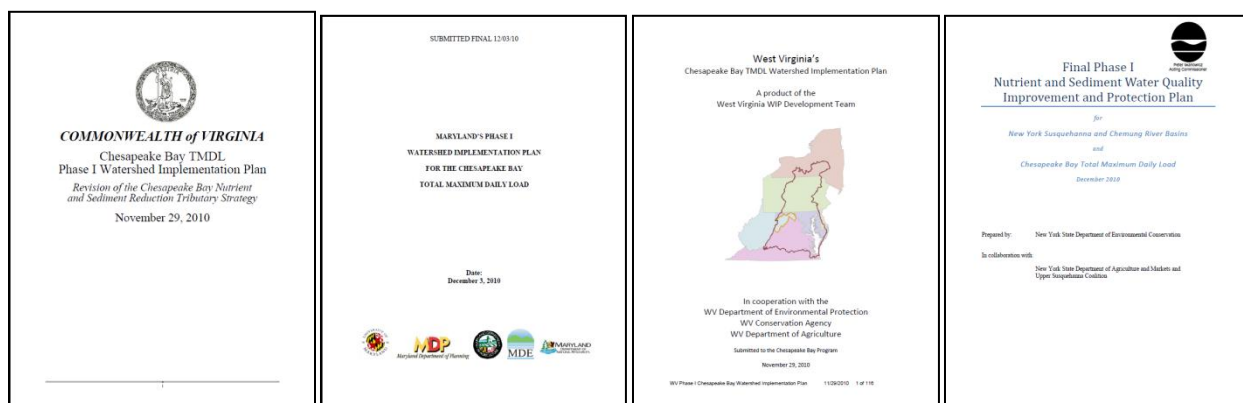 COMMONWEALTH of VIRGINIA
Chesapeake Bay TMDL
Phase I Watershed Implementation Plan
Revision of the Chesapeake Bay Nutrient
and Sediment Reduction Tributary Strategy
November 29, 2010
SUBMITTED FINAL 12/03/10
MARYLAND'S PHASE I
WATERSHED IMPLEMENTATION PLAN
FOR THE CHESAPEAKE BAY
TOTAL MAXIMUM DAILY LOAD
Date:
December 3, 2010
MDP
Maryland Department of Planning
MDE
MARYLAND
West Virginia's
Chesapeake Bay TMDL Watershed Implementation Plan
A product of the
West Virginia WIP Development Team
In cooperation with the
WV Department of Environmental Protection
WV Conservation Agency
WV Department of Agriculture
Submitted to the Chesapeake Bay Program
November 29, 2010
WV Phase I Chesapeake Bay Watershed Implementation Plan 11/29/2010 1 of 116
Acting Commissioner
Final Phase I
Nutrient and Sediment Water Quality
Improvement and Protection Plan
for
New York Susquehanna and Chemung River Basins
and
Chesapeake Bay Total Maximum Daily Load
December 2010
Prepared by: New York State Department of Environmental Conservation
In collaboration with:
New York State Department of Agriculture and Markets and
Upper Susquehanna Coalition